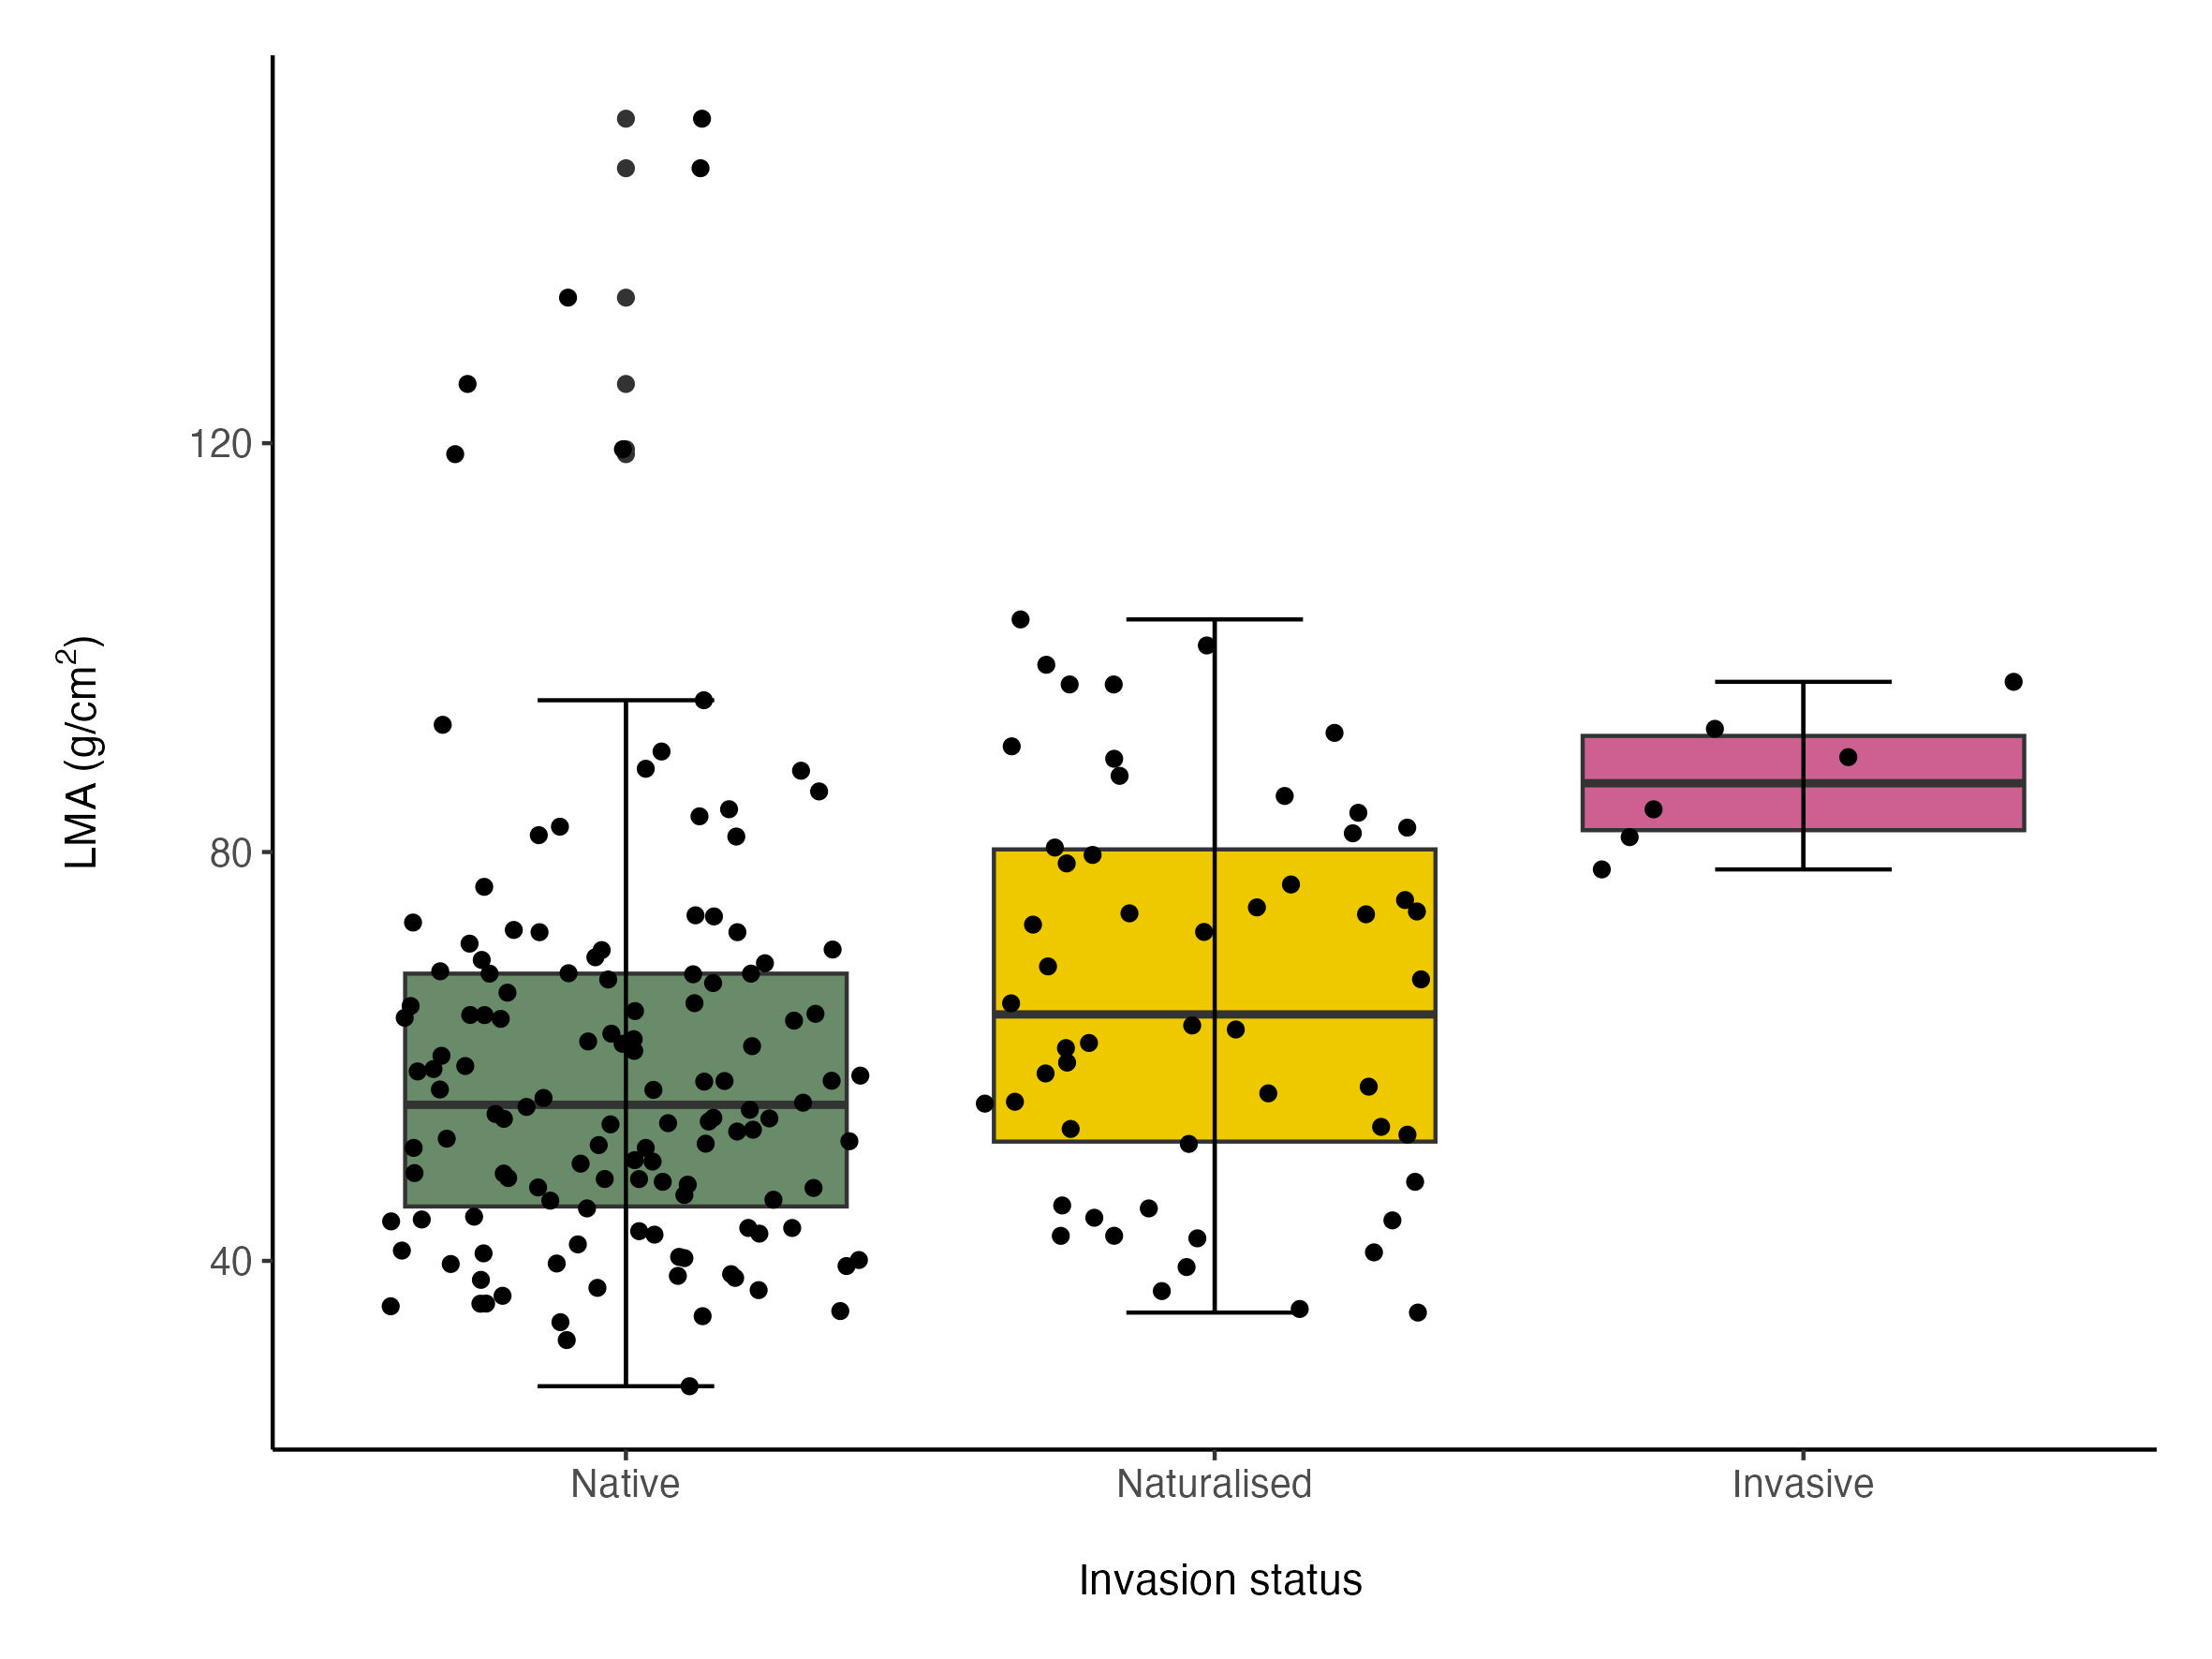 LMA (g/cm²)
120
80
40
Native Naturalised Invasive
Invasion status